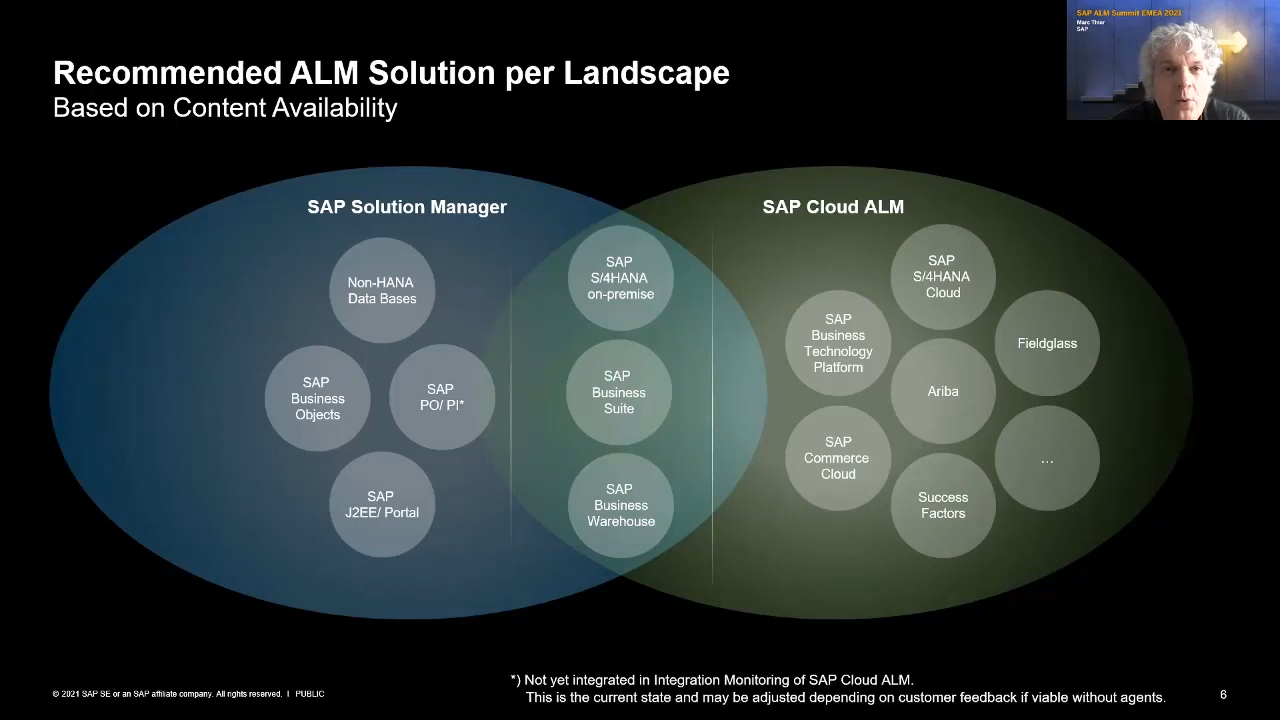 SAP ALM Summit EMEA 2021
Marc Thier
SAP
Recommended ALM Solution per Landscape
Based on Content Availability
SAP Solution Manager
Non-HANA
Data Bases
SAP
Business
Objects
SAP
PO/ PI*
SAP
J2EE/ Portal
SAP
S/4HANA
on-premise
SAP
Business
Suite
SAP
Business
Warehouse
SAP Cloud ALM
SAP
S/4HANA
Cloud
SAP
Business
Technology
Platform
Fieldglass
Ariba
SAP
Commerce
Cloud
...
Success
Factors
*) Not yet integrated in Integration Monitoring of SAP Cloud ALM.
This is the current state and may be adjusted depending on customer feedback if viable without agents.
© 2021 SAP SE or an SAP affiliate company. All rights reserved. I PUBLIC
6